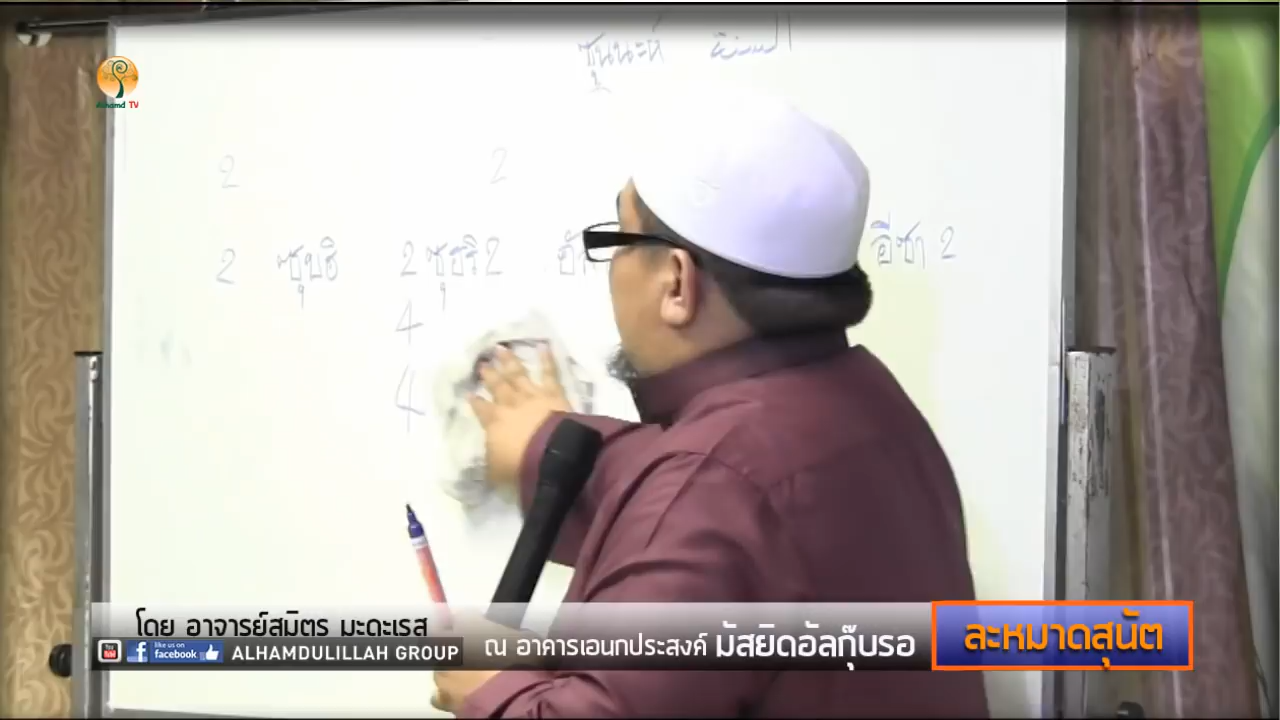 ซุนนะห์ السنة
Alhamd TV
2 2
2 ซุบฮิ 2 ซุฮริ 2 อีซา 2
4
4
โดย อาจารย์สมิตร มะดะเรส
You Tube like us on facebook ALHAMDULILLAH GROUP
ณ อาคารเอนกประสงค์ มัสยิดอัลกุ๊บรอ
ละหมาดสุนัต